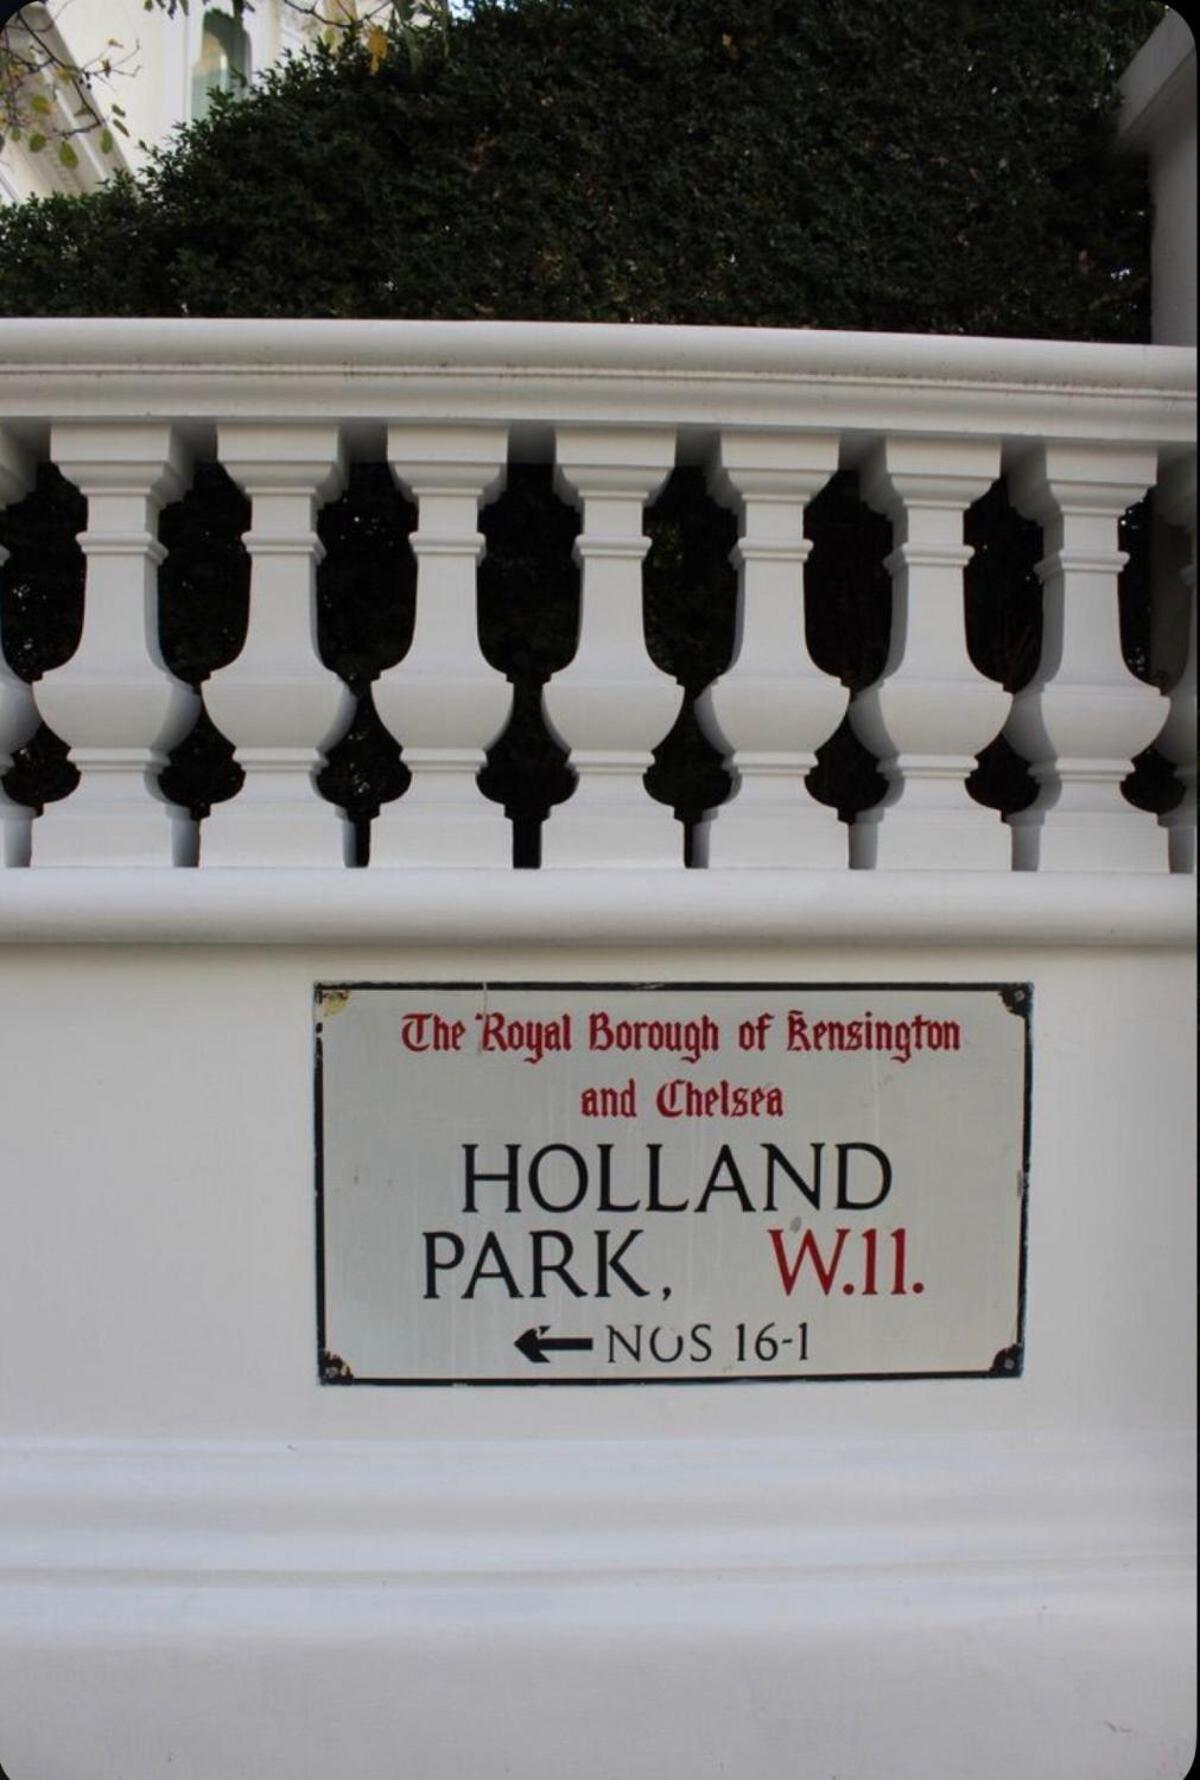 The Royal Borough of Kensington
and Chelsea
HOLLAND
PARK, W.11.
← NOS 16-1